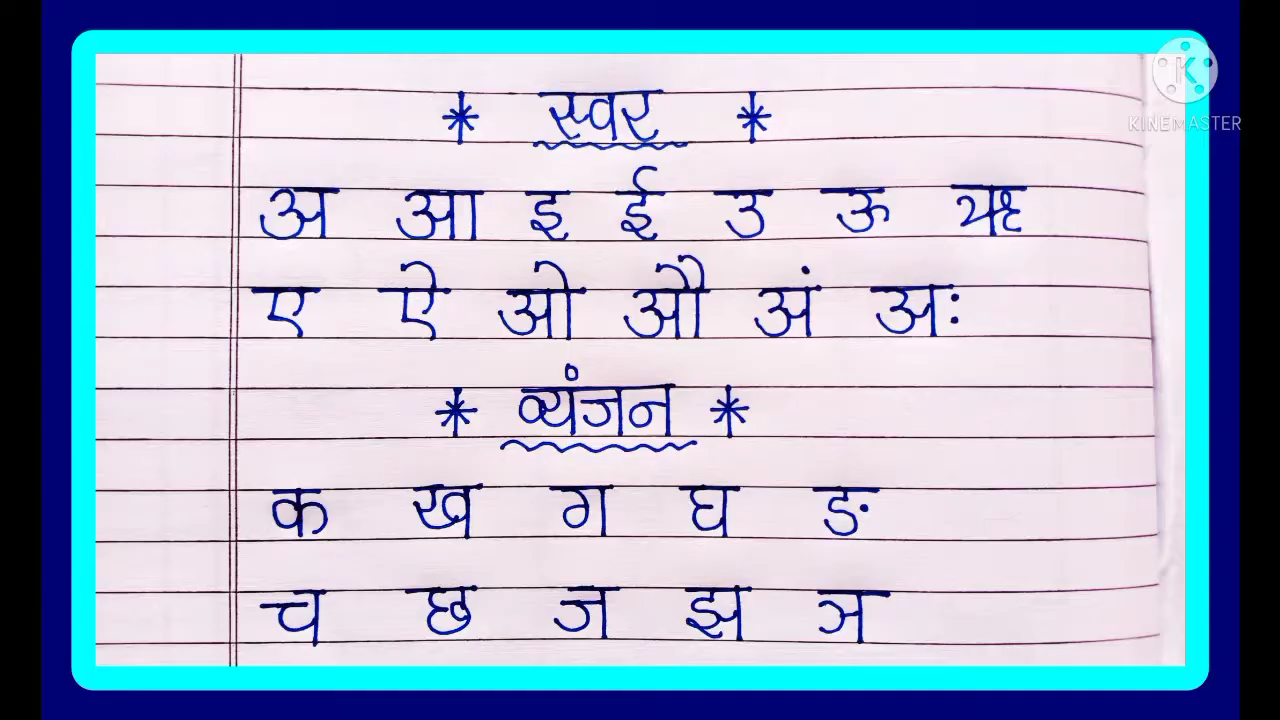 * स्वर *
अ आ इ ई उ ऊ ऋ
ए ऐ ओ औ अं अः
* व्यंजन *
क ख ग घ ङ
च छ ज झ ञ
KINEMASTER